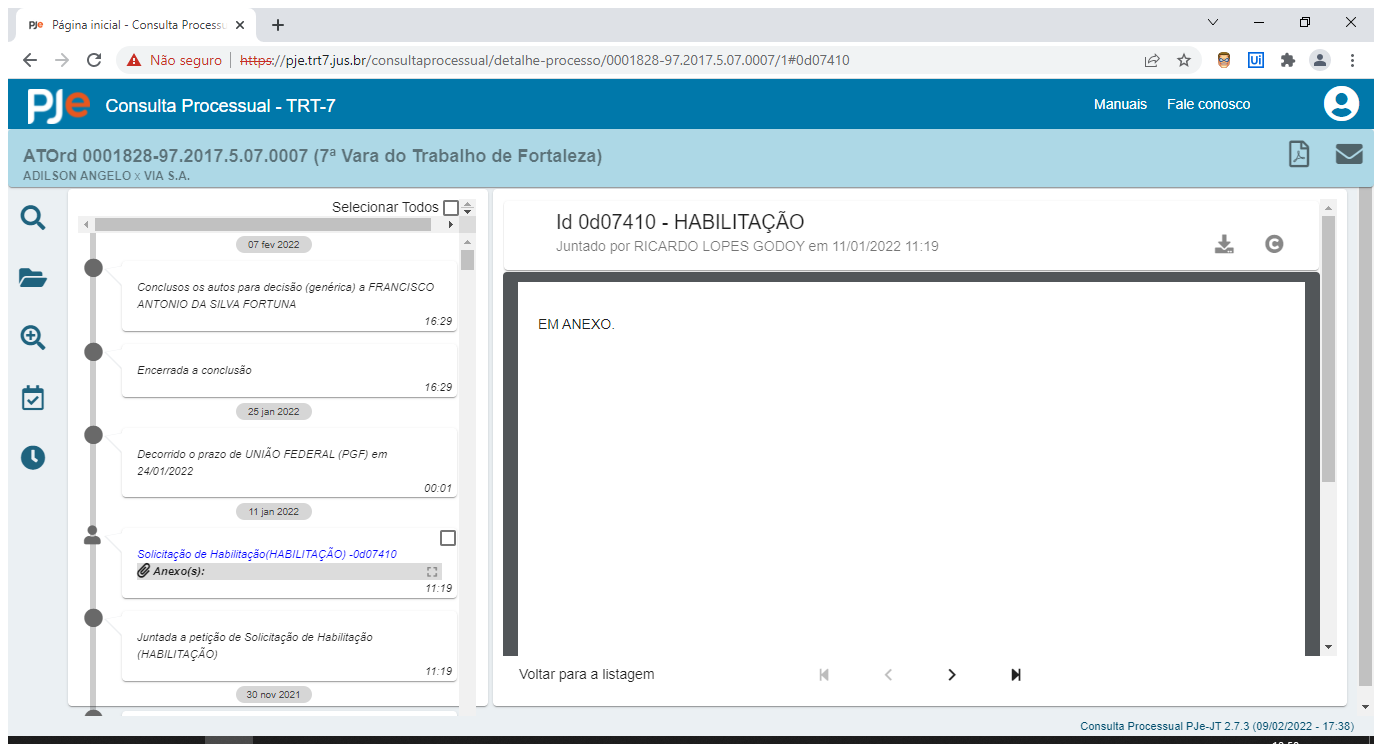 PJe Página inicial - Consulta Process
Não seguro https://pje.trt7.jus.br/consultaprocessual/detalhe-processo/0001828-97.2017.5.07.0007/1#0d07410
Ui
PJe Consulta Processual - TRT-7
Manuais Fale conosco
ATOrd 0001828-97.2017.5.07.0007 (7ª Vara do Trabalho de Fortaleza)
ADILSON ANGELO x VIA S.A.
Selecionar Todos
07 fev 2022
Conclusos os autos para decisão (genérica) a FRANCISCO
ANTONIO DA SILVA FORTUNA
16:29
Encerrada a conclusão
16:29
25 jan 2022
Decorrido o prazo de UNIÃO FEDERAL (PGF) em
24/01/2022
00:01
11 jan 2022
Solicitação de Habilitação(HABILITAÇÃO) -0d07410
Anexo(s):
11:19
Juntada a petição de Solicitação de Habilitação
(HABILITAÇÃO)
11:19
30 nov 2021
Id 0d07410 - HABILITAÇÃO
Juntado por RICARDO LOPES GODOY em 11/01/2022 11:19
EM ANEXO.
Voltar para a listagem
Consulta Processual PJe-JT 2.7.3 (09/02/2022 - 17:38)